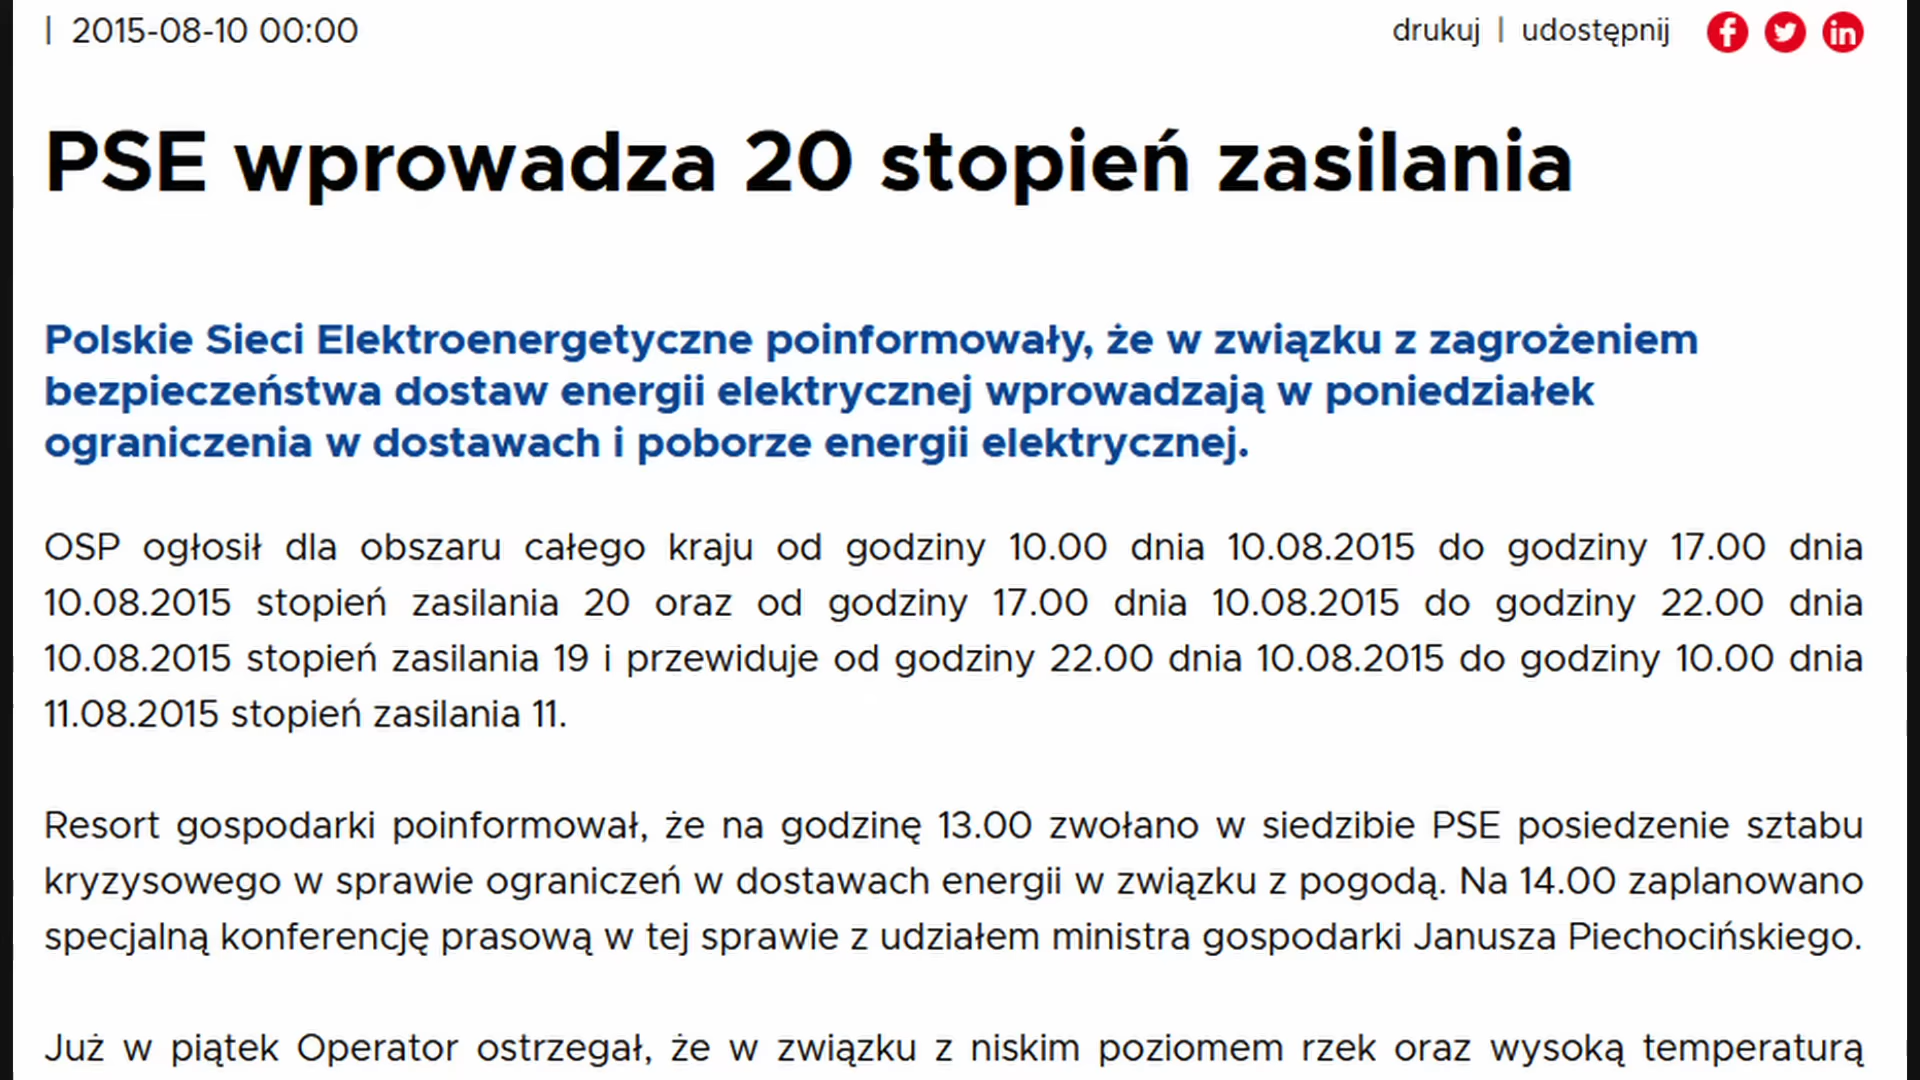 | 2015-08-10 00:00
drukuj | udostępnij
PSE wprowadza 20 stopień zasilania
Polskie Sieci Elektroenergetyczne poinformowały, że w związku z zagrożeniem
bezpieczeństwa dostaw energii elektrycznej wprowadzają w poniedziałek
ograniczenia w dostawach i poborze energii elektrycznej.
OSP ogłosił dla obszaru całego kraju od godziny 10.00 dnia 10.08.2015 do godziny 17.00 dnia
10.08.2015 stopień zasilania 20 oraz od godziny 17.00 dnia 10.08.2015 do godziny 22.00 dnia
10.08.2015 stopień zasilania 19 i przewiduje od godziny 22.00 dnia 10.08.2015 do godziny 10.00 dnia
11.08.2015 stopień zasilania 11.
Resort gospodarki poinformował, że na godzinę 13.00 zwołano w siedzibie PSE posiedzenie sztabu
kryzysowego w sprawie ograniczeń w dostawach energii w związku z pogodą. Na 14.00 zaplanowano
specjalną konferencję prasową w tej sprawie z udziałem ministra gospodarki Janusza Piechocińskiego.
Już w piątek Operator ostrzegał, że w związku z niskim poziomem rzek oraz wysoką temperaturą